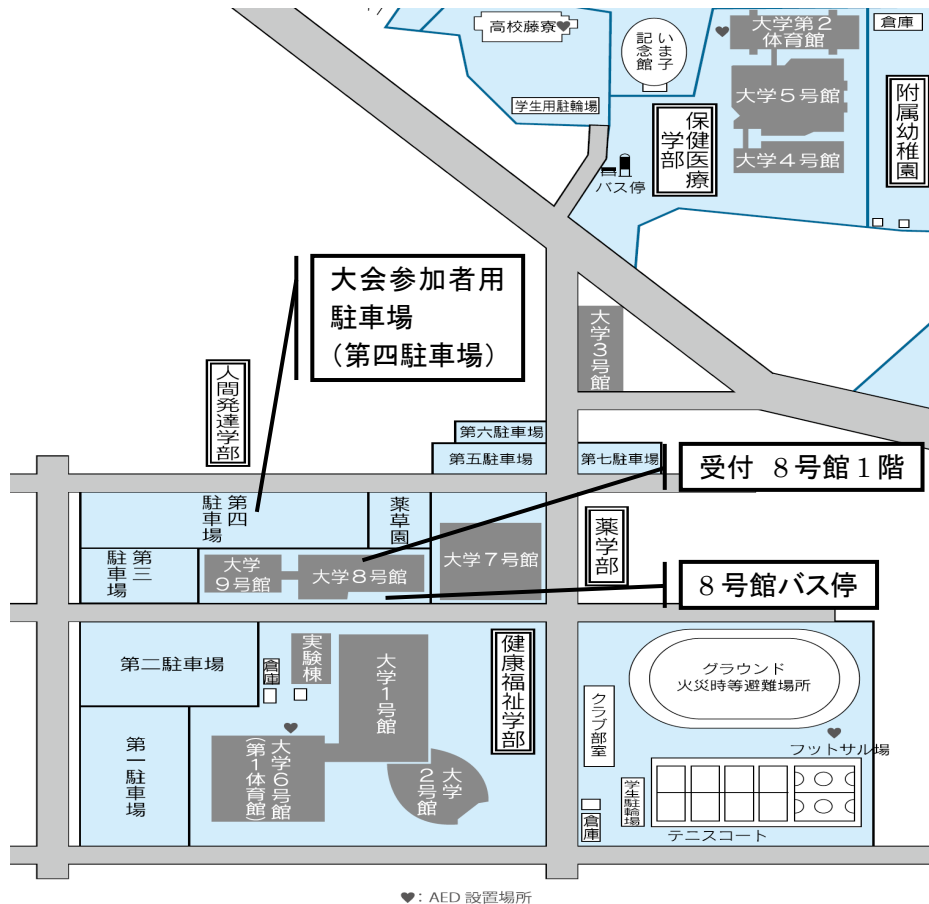 高校藤寮
いま子
記念館
大学第2
体育館
倉庫
大学5号館
附属幼稚園
学生用駐輪場
保健医療
学部
大学4号館
バス停
大会参加者用
駐車場
(第四駐車場)
大学3号館
人間発達学部
第六駐車場
第五駐車場
第七駐車場
受付 8号館1階
第四
駐車場
薬草園
薬学部
第三
駐車場
大学
9号館
大学8号館
大学7号館
8号館バス停
第二駐車場
倉庫
実験棟
大学1号館
健康福祉学部
グラウンド
火災時等避難場所
クラブ部室
第一駐車場
大学6号館
(第1体育館)
大学
2号館
フットサル場
学生駐輪場
倉庫
テニスコート
♥: AED 設置場所